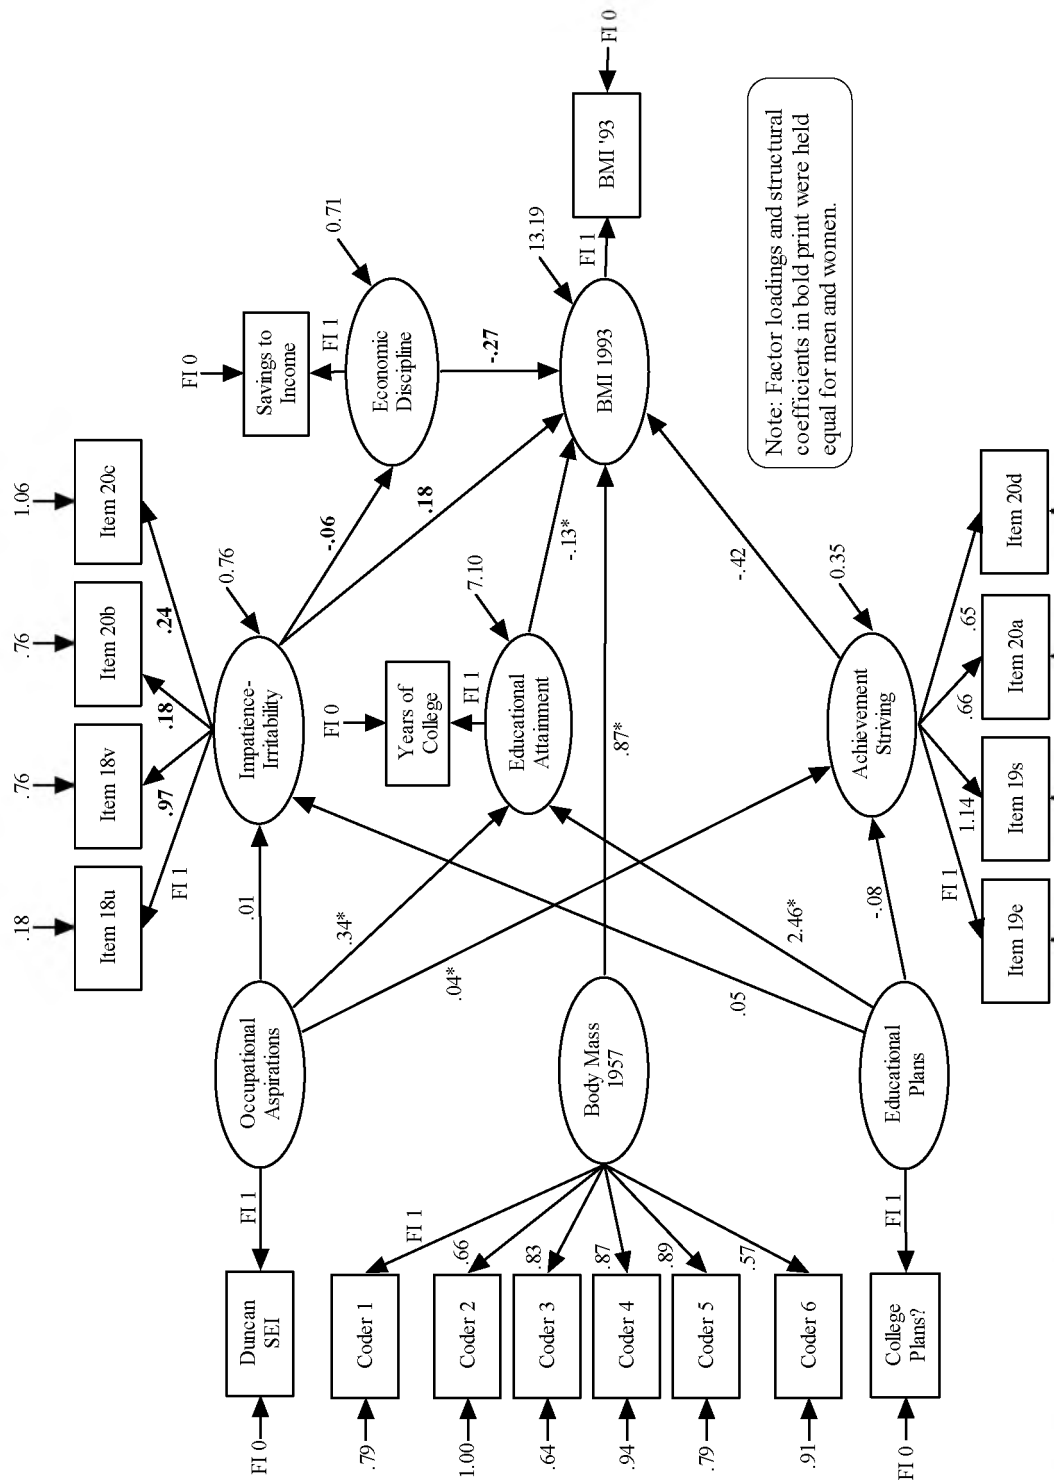 FI 0
Duncan
SEI
FI 1
Occupational
Aspirations
.79
Coder 1
FI 1
1.00
Coder 2
.66
.64
Coder 3
.83
.94
Coder 4
.87
.79
Coder 5
.89
.91
Coder 6
.57
Body Mass
1957
FI 0
College
Plans?
FI 1
Educational
Plans
.01
.34*
.04*
.87*
.05
2.46*
-.08
.18
Item 18u
FI 1
.76
Item 18v
.97
.76
Item 20b
.18
1.06
Item 20c
.24
Impatience-
Irritability
0.76
FI 0
Years of
College
FI 1
Educational
Attainment
7.10
Achievement
Striving
0.35
FI 1
Item 19e
1.14
Item 19s
.66
Item 20a
.65
Item 20d
-.06
.18
-.13*
-.42
FI 0
Savings to
Income
FI 1
Economic
Discipline
0.71
-.27
BMI 1993
13.19
FI 1
BMI '93
FI 0
Note: Factor loadings and structural
coefficients in bold print were held
equal for men and women.